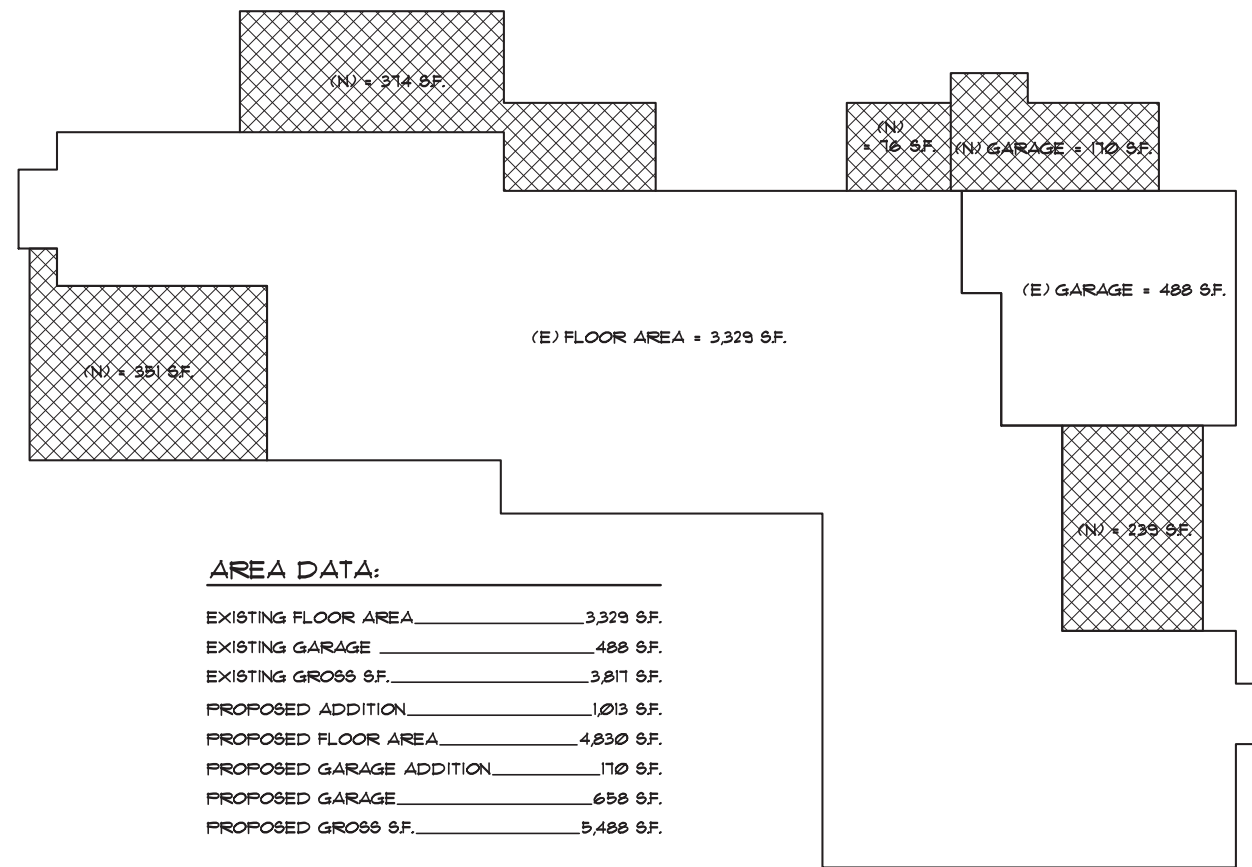 (N) = 374 S.F.
(N)
= 76 S.F.
(N) GARAGE = 170 S.F.
(E) GARAGE = 488 S.F.
(E) FLOOR AREA = 3,329 S.F.
(N) = 351 S.F.
(N) = 239 S.F.
AREA DATA:
EXISTING FLOOR AREA 3,329 S.F.
EXISTING GARAGE 488 S.F.
EXISTING GROSS S.F. 3,817 S.F.
PROPOSED ADDITION 1,013 S.F.
PROPOSED FLOOR AREA 4,830 S.F.
PROPOSED GARAGE ADDITION 170 S.F.
PROPOSED GARAGE 658 S.F.
PROPOSED GROSS S.F. 5,488 S.F.